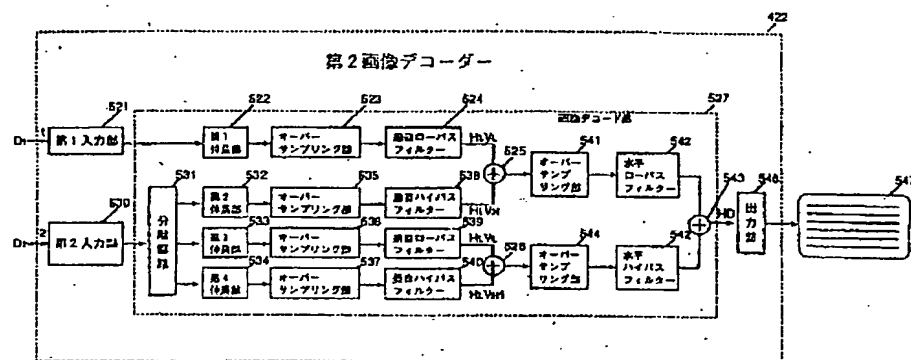 422
第2画像デコーダー
527
画像デコード部
521
522
523
524
第1入力部
第1
伸長部
オーバー
サンプリング部
垂直ローパス
フィルター
525
541
542
オーバー
サンプ
リング部
水平
ローパス
フィルター
543
HD
546
出力部
547
530
第2入力部
531
分離回路
532
535
538
第2
伸長部
オーバー
サンプリング部
垂直ハイパス
フィルター
533
536
539
第3
伸長部
オーバー
サンプリング部
垂直ローパス
フィルター
534
537
540
第4
伸長部
オーバー
サンプリング部
垂直ハイパス
フィルター
526
544
オーバー
サンプ
リング部
水平
ハイパス
フィルター